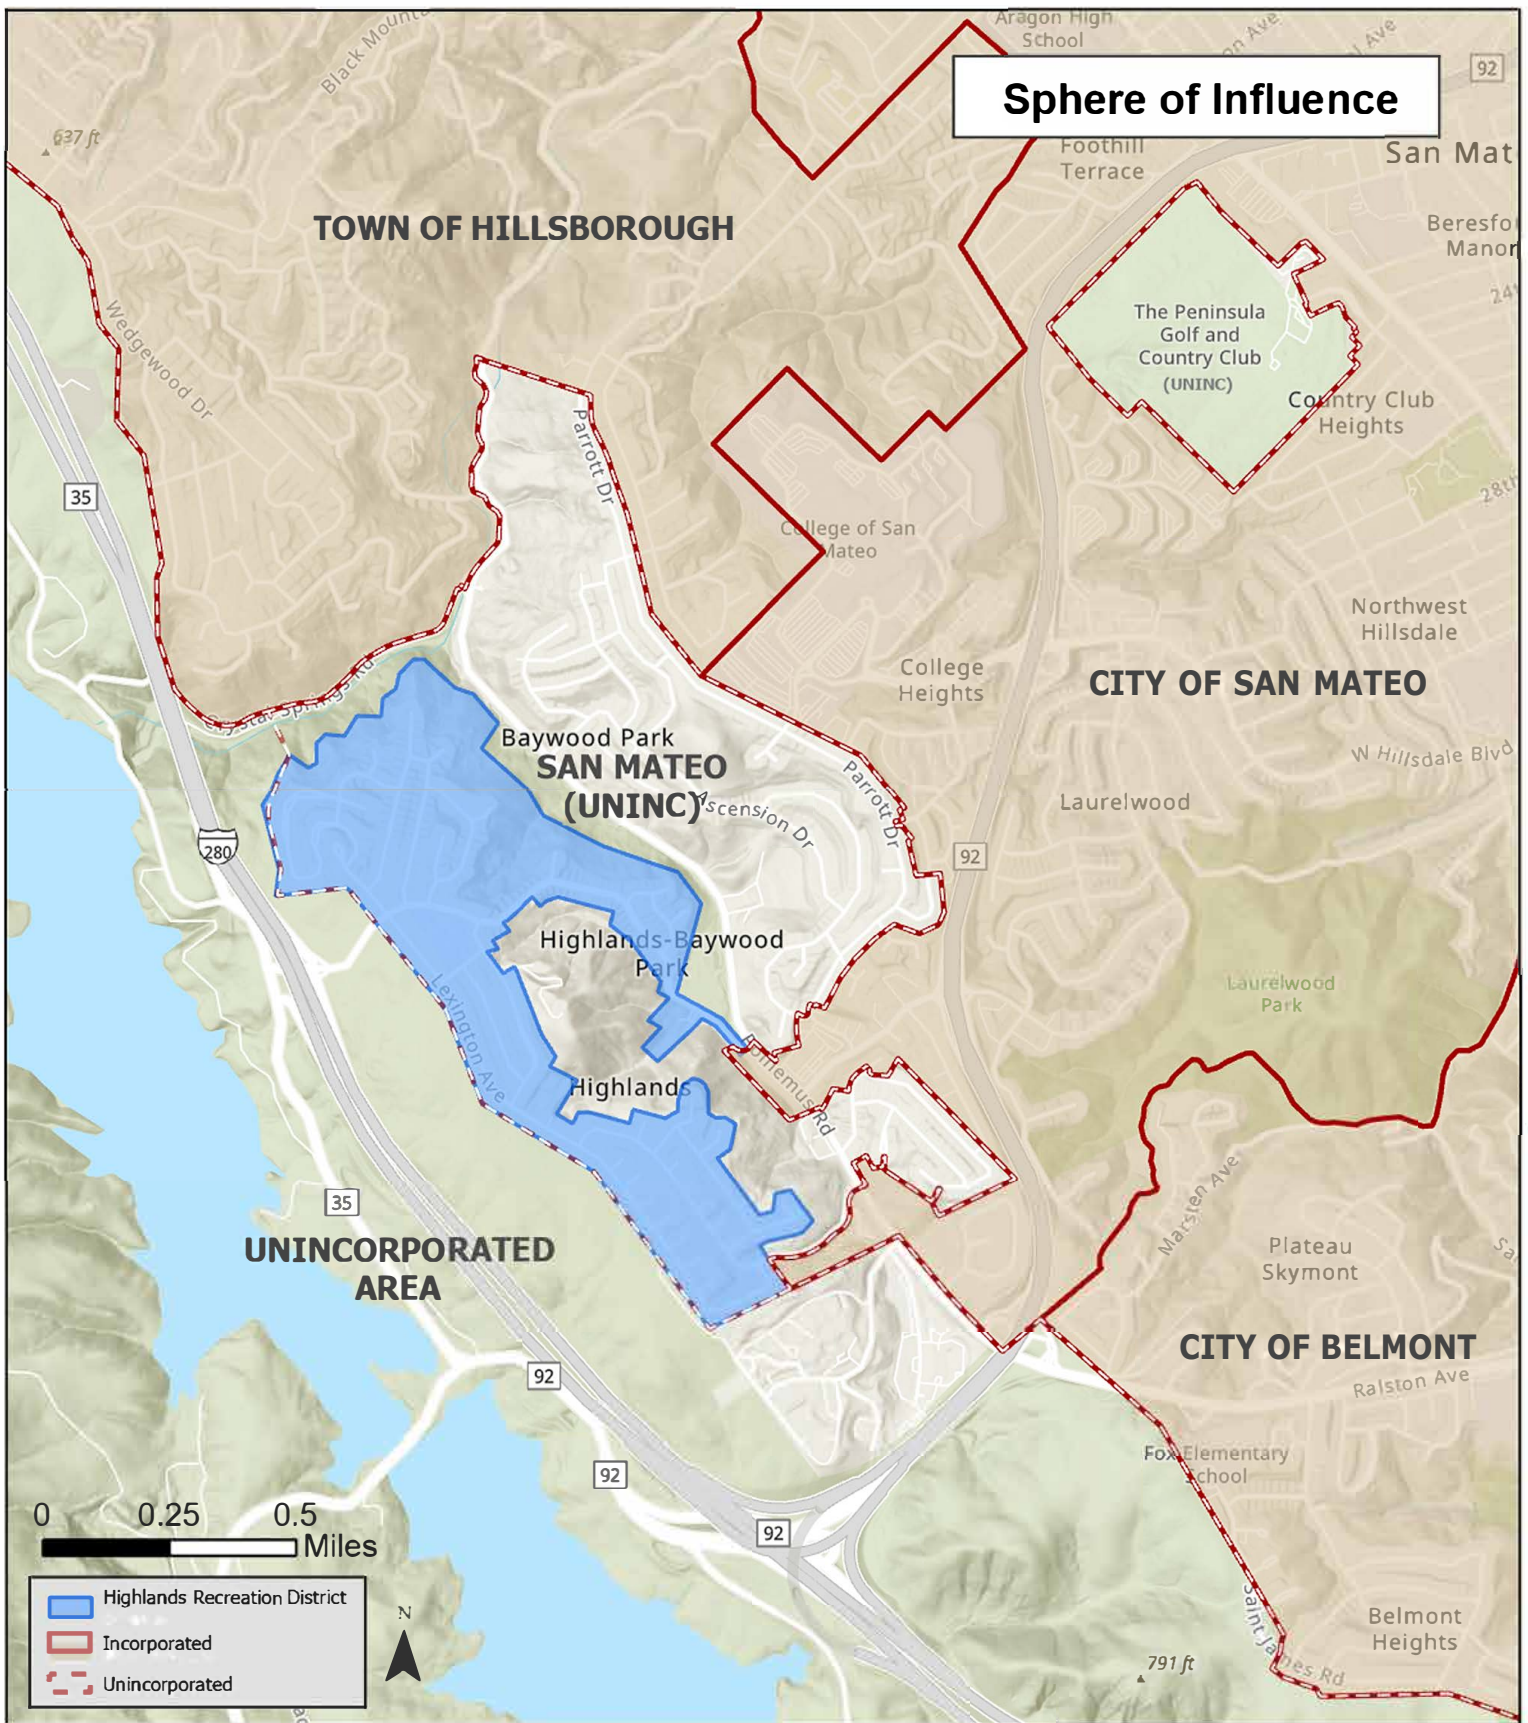 Aragon High
School
92
Sphere of Influence
Foothill
Terrace
San Mat
637 ft
TOWN OF HILLSBOROUGH
Beresfo
Manor
Wedgewood Dr
The Peninsula
Golf and
Country Club
(UNINC)
Country Club
Heights
Parrott Dr
35
28th
College of San
Mateo
Northwest
Hillsdale
College
Heights
CITY OF SAN MATEO
Crystal Springs Rd
Baywood Park
SAN MATEO
(UNINC)
Ascension Dr
Parrott Dr
W Hillsdale Blvd
Laurelwood
280
92
Highlands-Baywood
Park
Lexington Ave
Laurelwood
Park
Highlands
Polhemus Rd
35
Marsten Ave
UNINCORPORATED
AREA
Plateau
Skymont
CITY OF BELMONT
92
Ralston Ave
Fox Elementary
School
92
0 0.25 0.5
Miles
92
Highlands Recreation District
Incorporated
Unincorporated
N
Saint James Rd
Belmont
Heights
791 ft